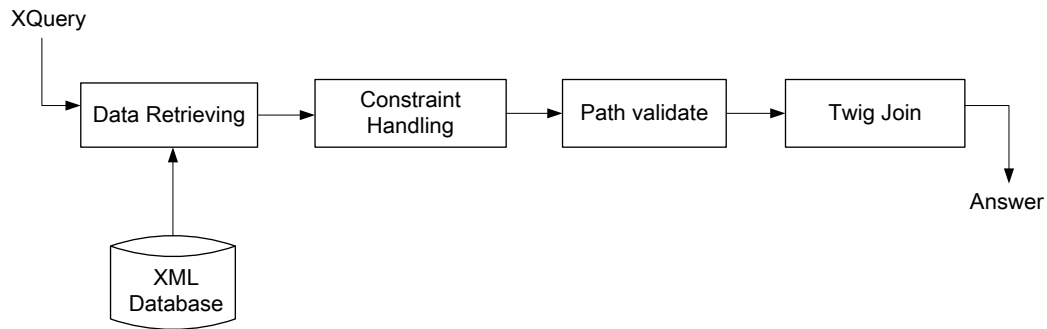 XQuery
Data Retrieving
Constraint
Handling
Path validate
Twig Join
Answer
XML
Database